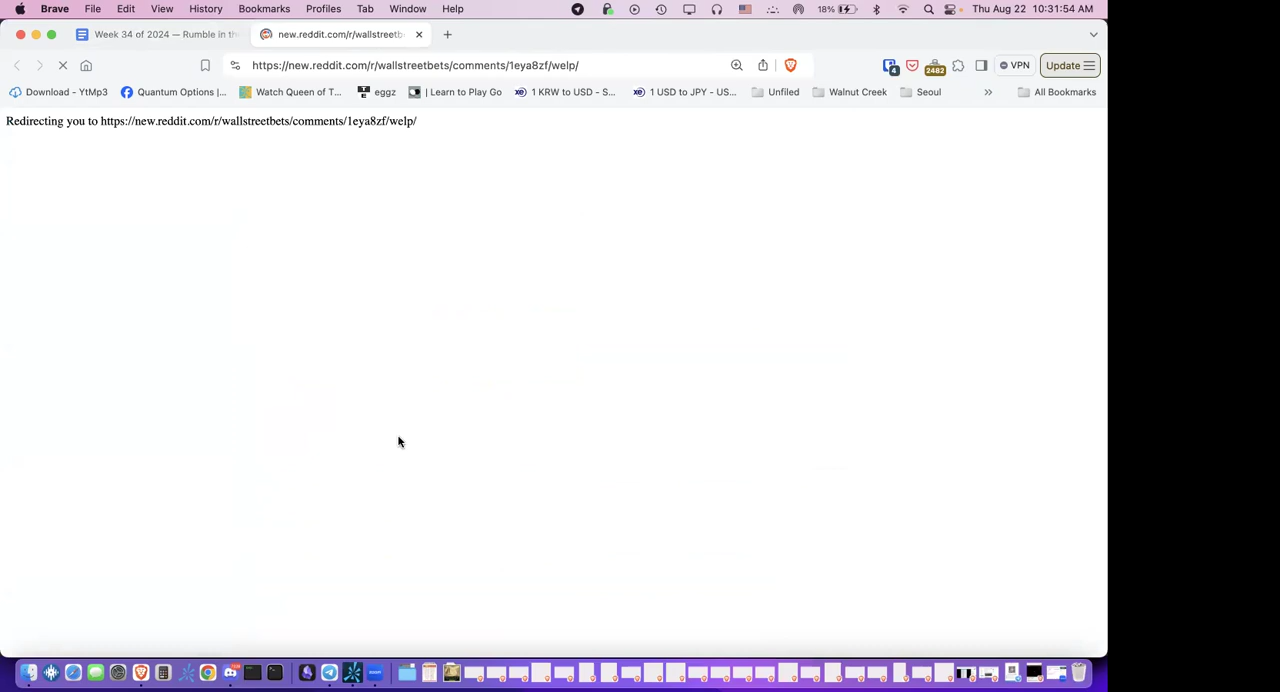 Brave File Edit View History Bookmarks Profiles Tab Window Help 18% Thu Aug 22 10:31:54 AM
Week 34 of 2024 — Rumble in th new.reddit.com/r/wallstreetb
https://new.reddit.com/r/wallstreetbets/comments/1eya8zf/welp/ 4 2482 VPN Update
Download - YtMp3 Quantum Options |... Watch Queen of T... eggz | Learn to Play Go 1 KRW to USD - S... 1 USD to JPY - US... Unfiled Walnut Creek Seoul » All Bookmarks
Redirecting you to https://new.reddit.com/r/wallstreetbets/comments/1eya8zf/welp/